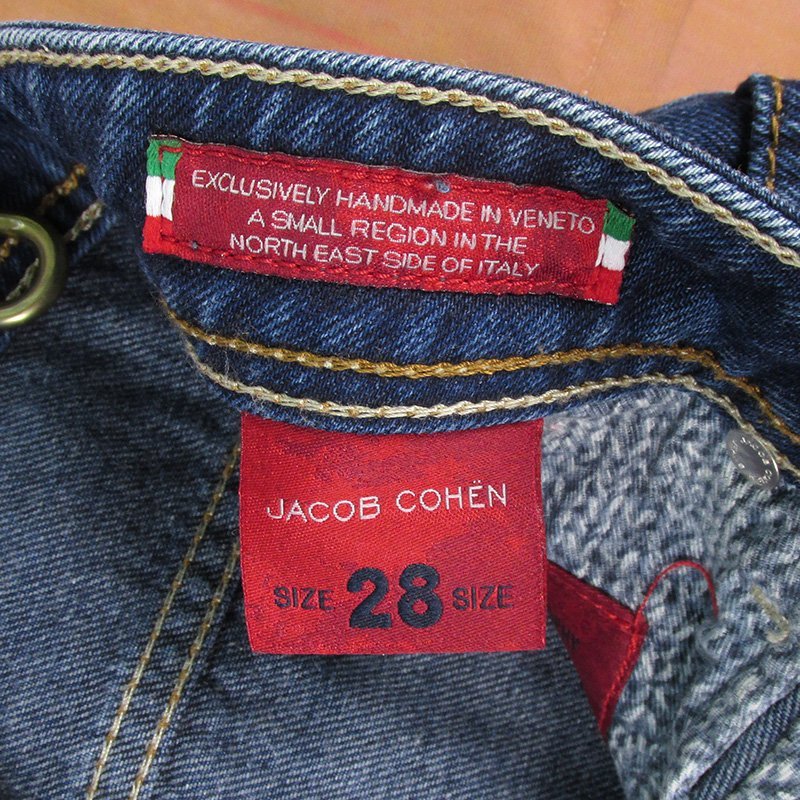 EXCLUSIVELY HANDMADE IN VENETO
A SMALL REGION IN THE
NORTH EAST SIDE OF ITALY
JACOB COHËN
SIZE 28 SIZE